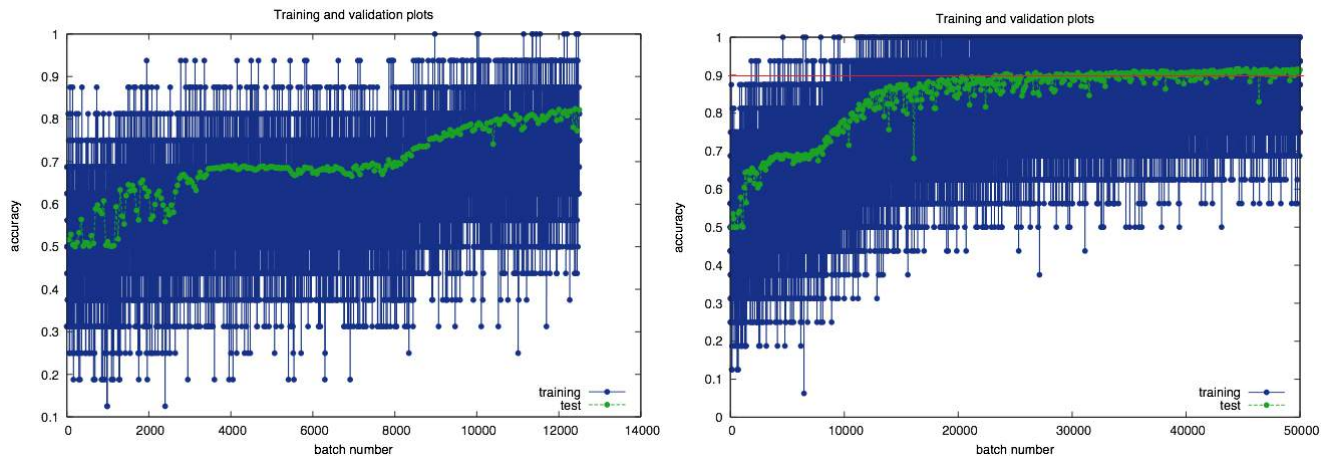 Training and validation plots
1
0.9
0.8
0.7
0.6
0.5
0.4
0.3
0.2
0.1
accuracy
training
test
0 2000 4000 6000 8000 10000 12000 14000
batch number
Training and validation plots
1
0.9
0.8
0.7
0.6
0.5
0.4
0.3
0.2
0.1
0
accuracy
training
test
0 10000 20000 30000 40000 50000
batch number